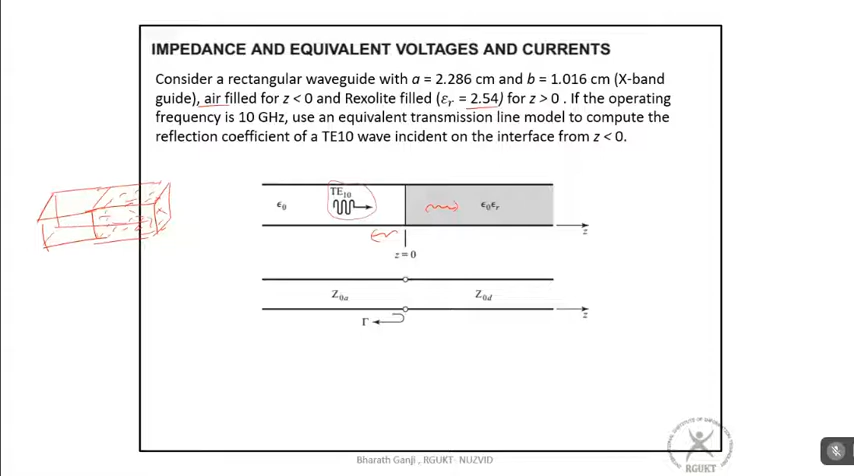 IMPEDANCE AND EQUIVALENT VOLTAGES AND CURRENTS
Consider a rectangular waveguide with a = 2.286 cm and b = 1.016 cm (X-band
guide), air filled for z < 0 and Rexolite filled (εr = 2.54) for z > 0 . If the operating
frequency is 10 GHz, use an equivalent transmission line model to compute the
reflection coefficient of a TE10 wave incident on the interface from z < 0.
TE10
ϵ0
ϵ0ϵr
z
z = 0
Z0a
Z0d
Γ
z
Bharath Ganji , RGUKT- NUZVID
RGUKT